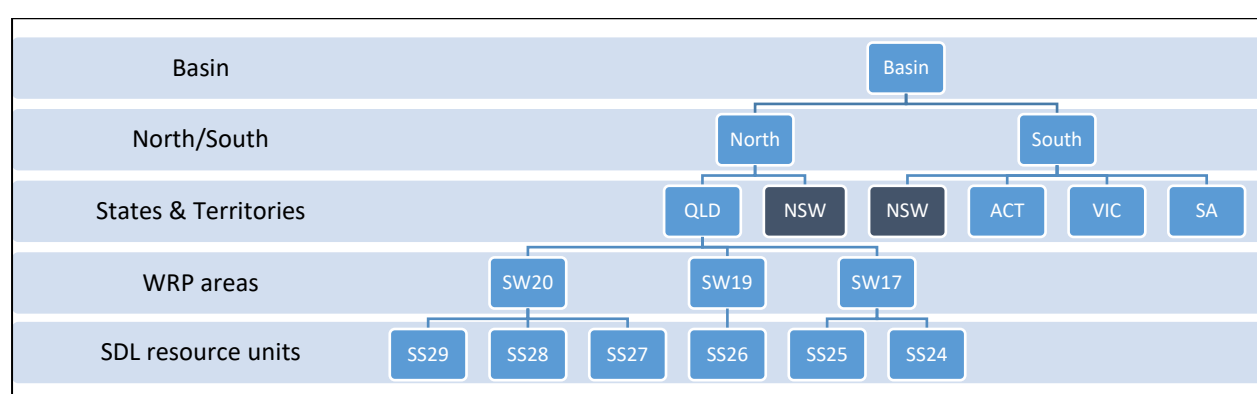 Basin
Basin
North/South
North
South
States & Territories
QLD
NSW
NSW
ACT
VIC
SA
WRP areas
SW20
SW19
SW17
SDL resource units
SS29
SS28
SS27
SS26
SS25
SS24